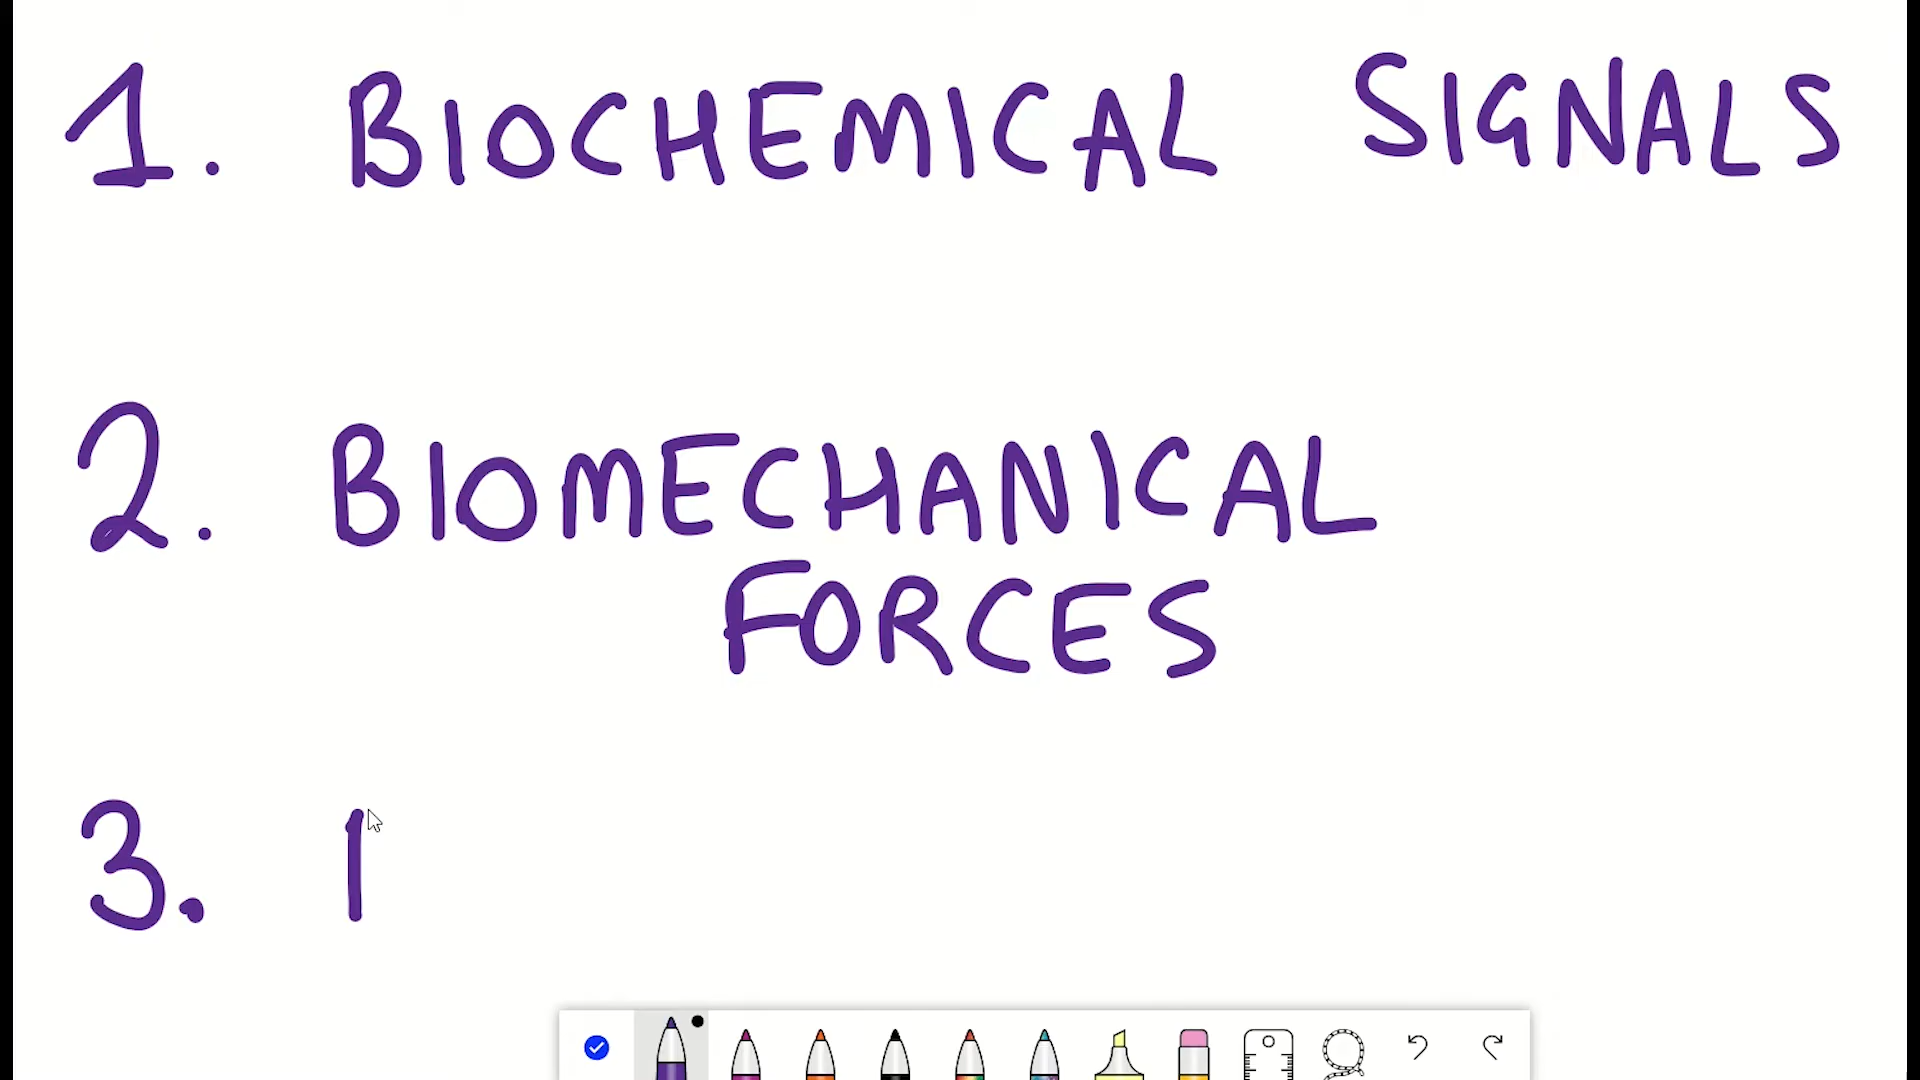 1. BIOCHEMICAL SIGNALS
2. BIOMECHANICAL
FORCES
3.